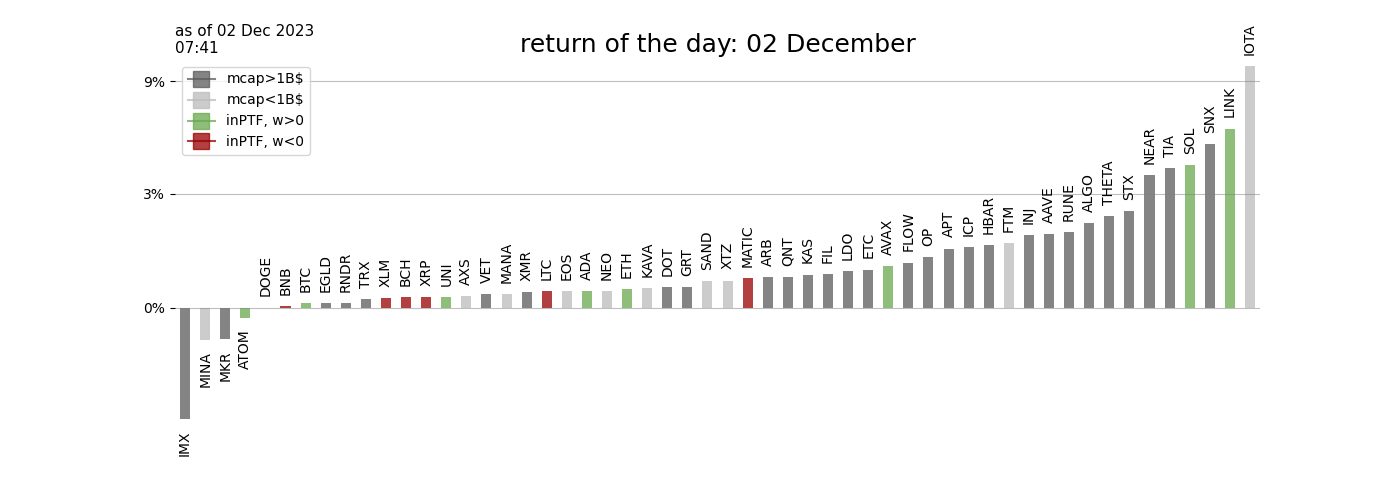 as of 02 Dec 2023
07:41
return of the day: 02 December
9%
3%
0%
mcap>1B$
mcap<1B$
inPTF, w>0
inPTF, w<0
IMX
MINA
MKR
ATOM
DOGE
BNB
BTC
EGLD
RNDR
TRX
XLM
BCH
XRP
UNI
AXS
VET
MANA
XMR
LTC
EOS
ADA
NEO
ETH
KAVA
DOT
GRT
SAND
XTZ
MATIC
ARB
QNT
KAS
FIL
LDO
ETC
AVAX
FLOW
OP
APT
ICP
HBAR
FTM
INJ
AAVE
RUNE
ALGO
THETA
STX
NEAR
TIA
SOL
SNX
LINK
IOTA